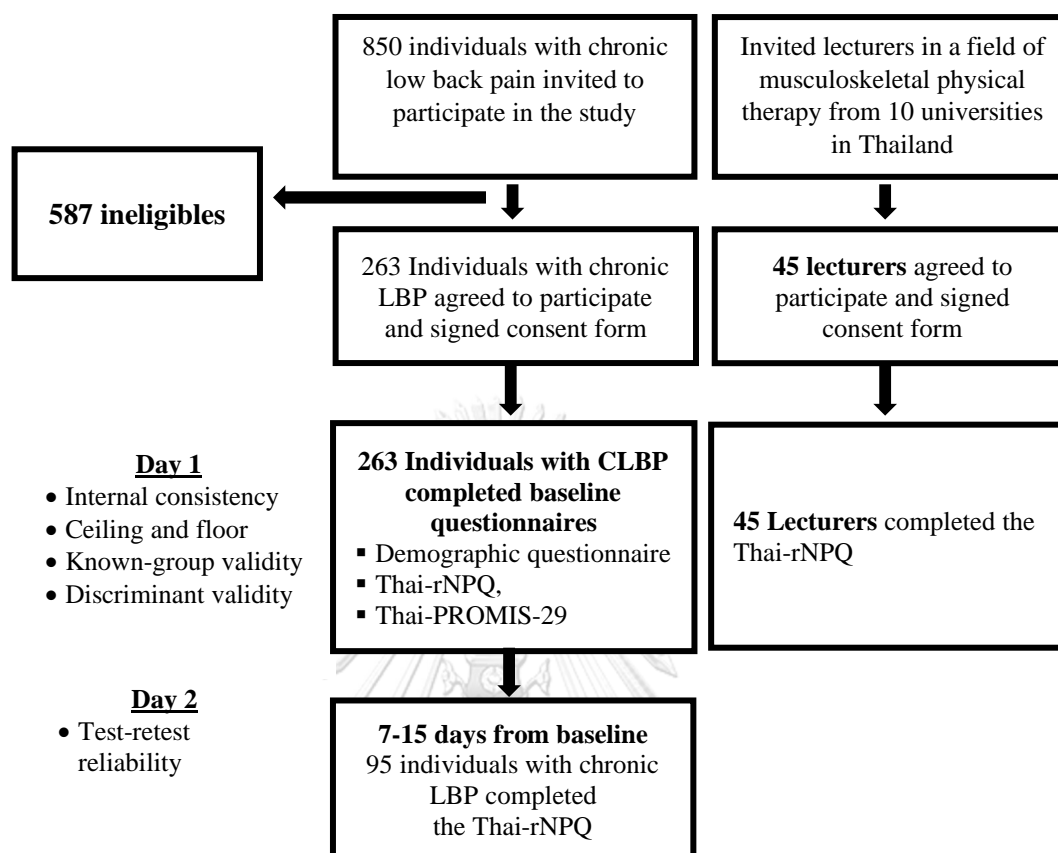 850 individuals with chronic
low back pain invited to
participate in the study
Invited lecturers in a field of
musculoskeletal physical
therapy from 10 universities
in Thailand
587 ineligibles
263 Individuals with chronic
LBP agreed to participate
and signed consent form
45 lecturers agreed to
participate and signed
consent form
Day 1
• Internal consistency
• Ceiling and floor
• Known-group validity
• Discriminant validity
263 Individuals with CLBP
completed baseline
questionnaires
▪ Demographic questionnaire
▪ Thai-rNPQ,
▪ Thai-PROMIS-29
45 Lecturers completed the
Thai-rNPQ
Day 2
• Test-retest
reliability
7-15 days from baseline
95 individuals with chronic
LBP completed
the Thai-rNPQ